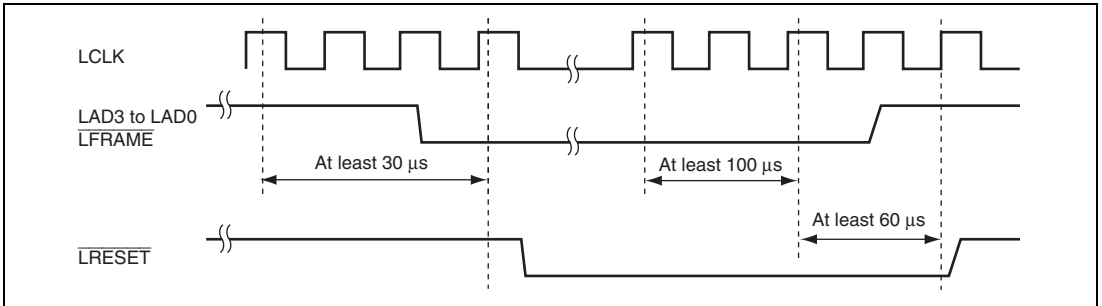 LCLK
LAD3 to LAD0
LFRAME
At least 30 μs
At least 100 μs
At least 60 μs
LRESET